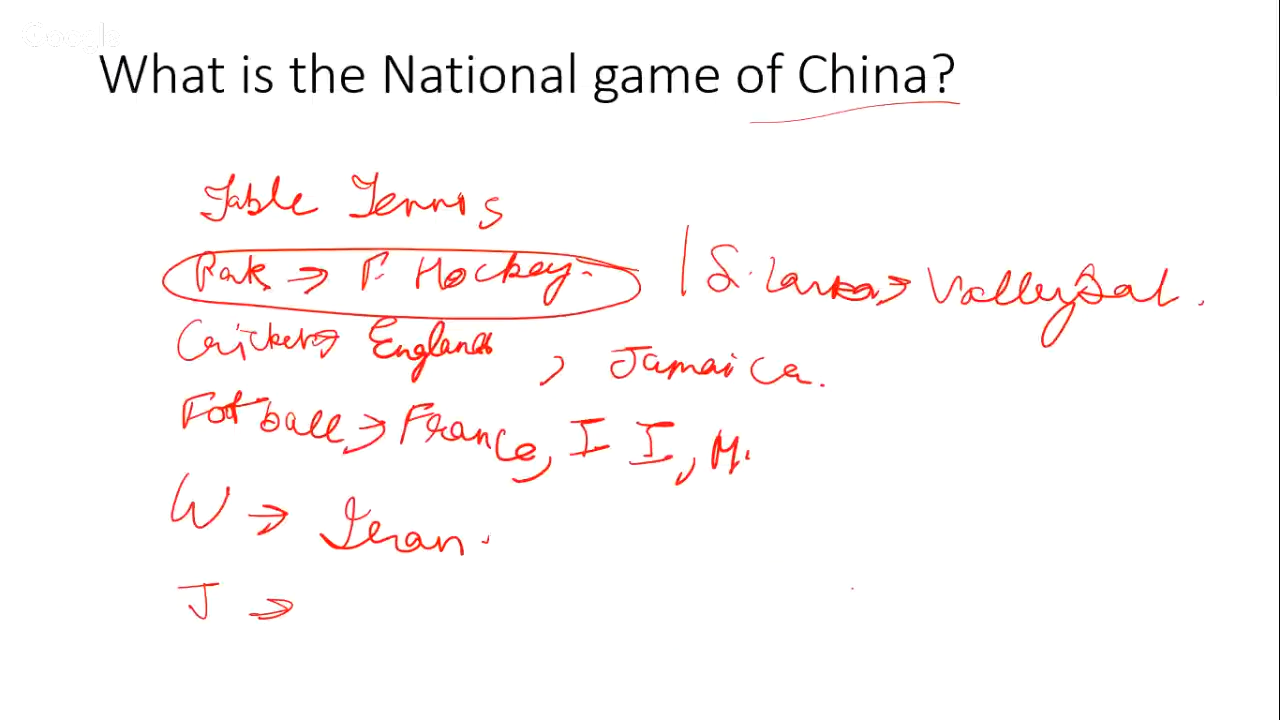 Google
What is the National game of China?
Table Tennis
Pak → F. Hockey. | S. Lanka → Volleyball.
Cricket → England, Jamaica.
Football → France, I I, M.
W → Iran.
J →